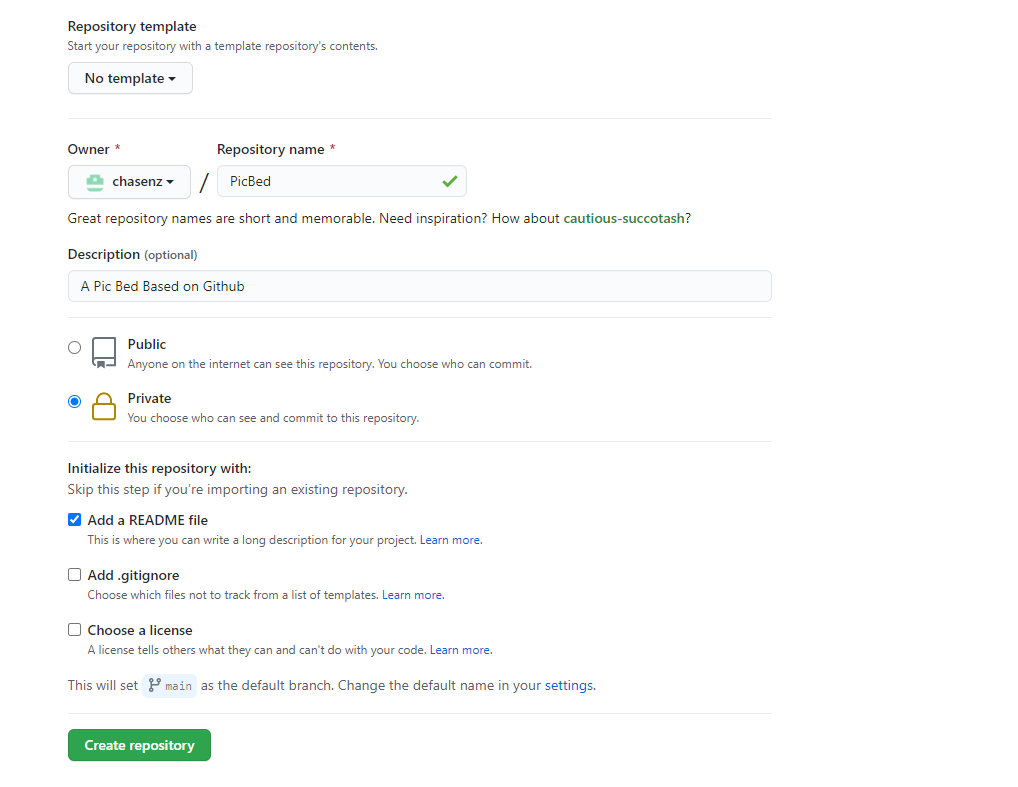 Repository template
Start your repository with a template repository's contents.
No template
Owner * Repository name *
chasenz / PicBed
Great repository names are short and memorable. Need inspiration? How about cautious-succotash?
Description (optional)
A Pic Bed Based on Github
Public
Anyone on the internet can see this repository. You choose who can commit.
Private
You choose who can see and commit to this repository.
Initialize this repository with:
Skip this step if you’re importing an existing repository.
Add a README file
This is where you can write a long description for your project. Learn more.
Add .gitignore
Choose which files not to track from a list of templates. Learn more.
Choose a license
A license tells others what they can and can't do with your code. Learn more.
This will set main as the default branch. Change the default name in your settings.
Create repository